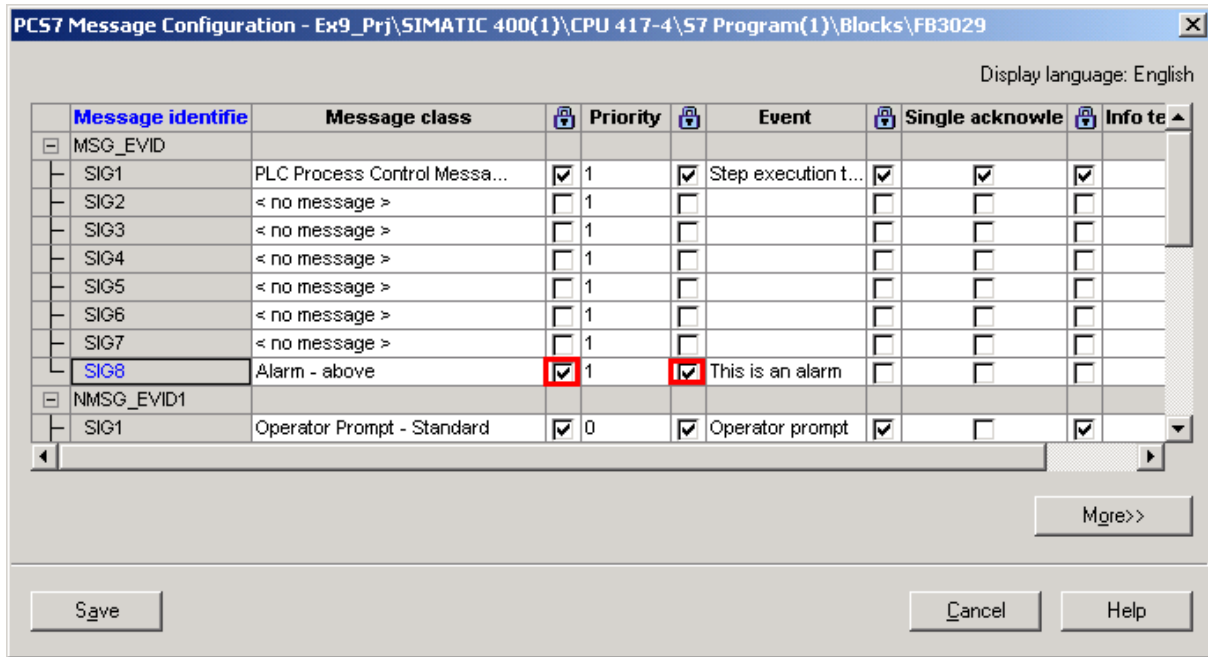 PCS7 Message Configuration - Ex9_Prj\SIMATIC 400(1)\CPU 417-4\S7 Program(1)\Blocks\FB3029
Display language: English
Message identifie Message class Priority Event Single acknowle Info te
MSG_EVID
SIG1 PLC Process Control Messa... 1 Step execution t...
SIG2 < no message > 1
SIG3 < no message > 1
SIG4 < no message > 1
SIG5 < no message > 1
SIG6 < no message > 1
SIG7 < no message > 1
SIG8 Alarm - above 1 This is an alarm
NMSG_EVID1
SIG1 Operator Prompt - Standard 0 Operator prompt
More>>
Save Cancel Help